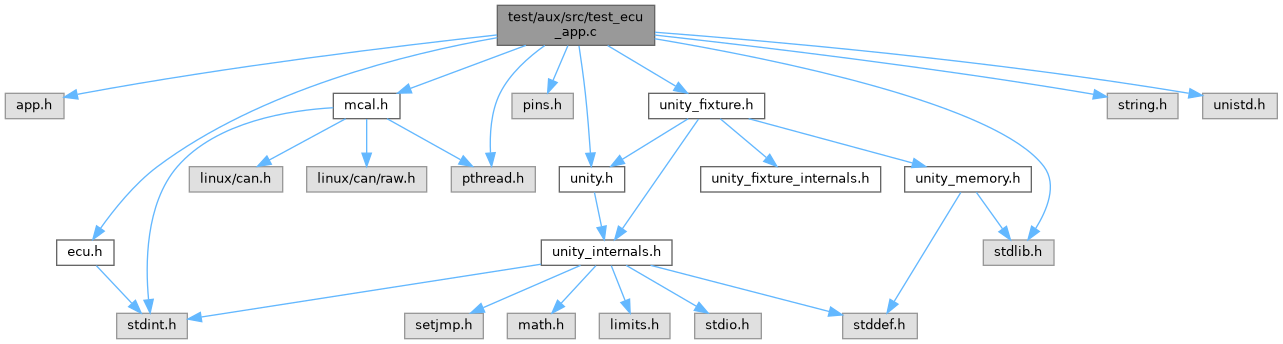 test/aux/src/test_ecu
_app.c
app.h
mcal.h
pins.h
unity_fixture.h
string.h
unistd.h
linux/can.h
linux/can/raw.h
pthread.h
unity.h
unity_fixture_internals.h
unity_memory.h
ecu.h
unity_internals.h
stdlib.h
stdint.h
setjmp.h
math.h
limits.h
stdio.h
stddef.h